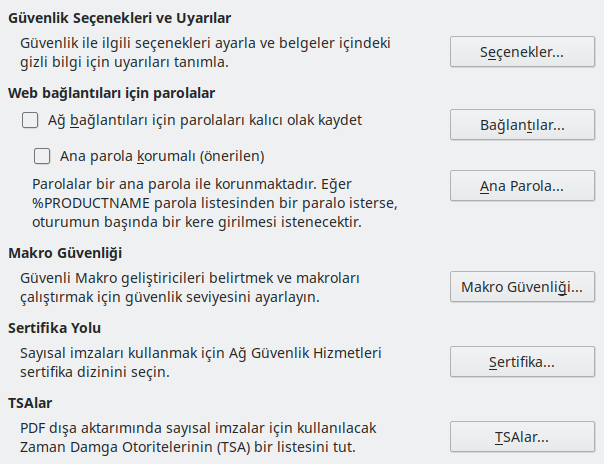 Güvenlik Seçenekleri ve Uyarılar
Güvenlik ile ilgili seçenekleri ayarla ve belgeler içindeki
gizli bilgi için uyarıları tanımla.
Seçenekler...
Web bağlantıları için parolalar
Ağ bağlantıları için parolaları kalıcı olak kaydet
Bağlantılar...
Ana parola korumalı (önerilen)
Parolalar bir ana parola ile korunmaktadır. Eğer
%PRODUCTNAME parola listesinden bir paralo isterse,
oturumun başında bir kere girilmesi istenecektir.
Ana Parola...
Makro Güvenliği
Güvenli Makro geliştiricileri belirtmek ve makroları
çalıştırmak için güvenlik seviyesini ayarlayın.
Makro Güvenliği...
Sertifika Yolu
Sayısal imzaları kullanmak için Ağ Güvenlik Hizmetleri
sertifika dizinini seçin.
Sertifika...
TSAlar
PDF dışa aktarımında sayısal imzalar için kullanılacak
Zaman Damga Otoritelerinin (TSA) bir listesini tut.
TSAlar...